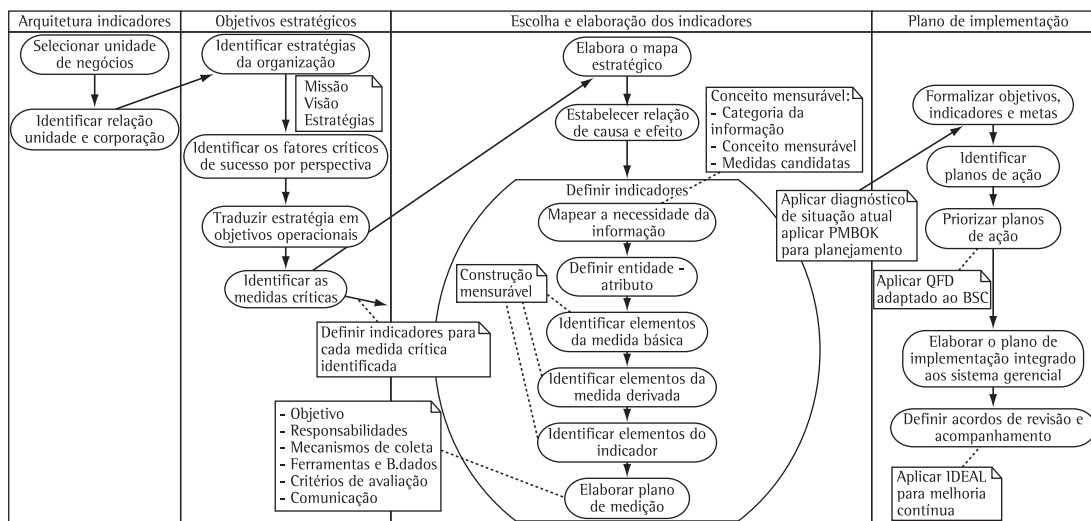 Arquitetura indicadores
Selecionar unidade
de negócios
Identificar relação
unidade e corporação
Objetivos estratégicos
Identificar estratégias
da organização
Missão
Visão
Estratégias
Identificar os fatores críticos
de sucesso por perspectiva
Traduzir estratégia em
objetivos operacionais
Identificar as
medidas críticas
Definir indicadores para
cada medida crítica
identificada
Escolha e elaboração dos indicadores
Elabora o mapa
estratégico
Estabelecer relação
de causa e efeito
Conceito mensurável:
- Categoria da
informação
- Conceito mensurável
- Medidas candidatas
Definir indicadores
Mapear a necessidade da
informação
Definir entidade -
atributo
Construção
mensurável
Identificar elementos
da medida básica
Identificar elementos da
medida derivada
Identificar elementos do
indicador
Elaborar plano
de medição
- Objetivo
- Responsabilidades
- Mecanismos de coleta
- Ferramentas e B.dados
- Critérios de avaliação
- Comunicação
Plano de implementação
Formalizar objetivos,
indicadores e metas
Identificar
planos de ação
Aplicar diagnóstico
de situação atual
aplicar PMBOK
para planejamento
Priorizar planos
de ação
Aplicar QFD
adaptado ao BSC
Elaborar o plano de
implementação integrado
aos sistema gerencial
Definir acordos de revisão e
acompanhamento
Aplicar IDEAL
para melhoria
contínua